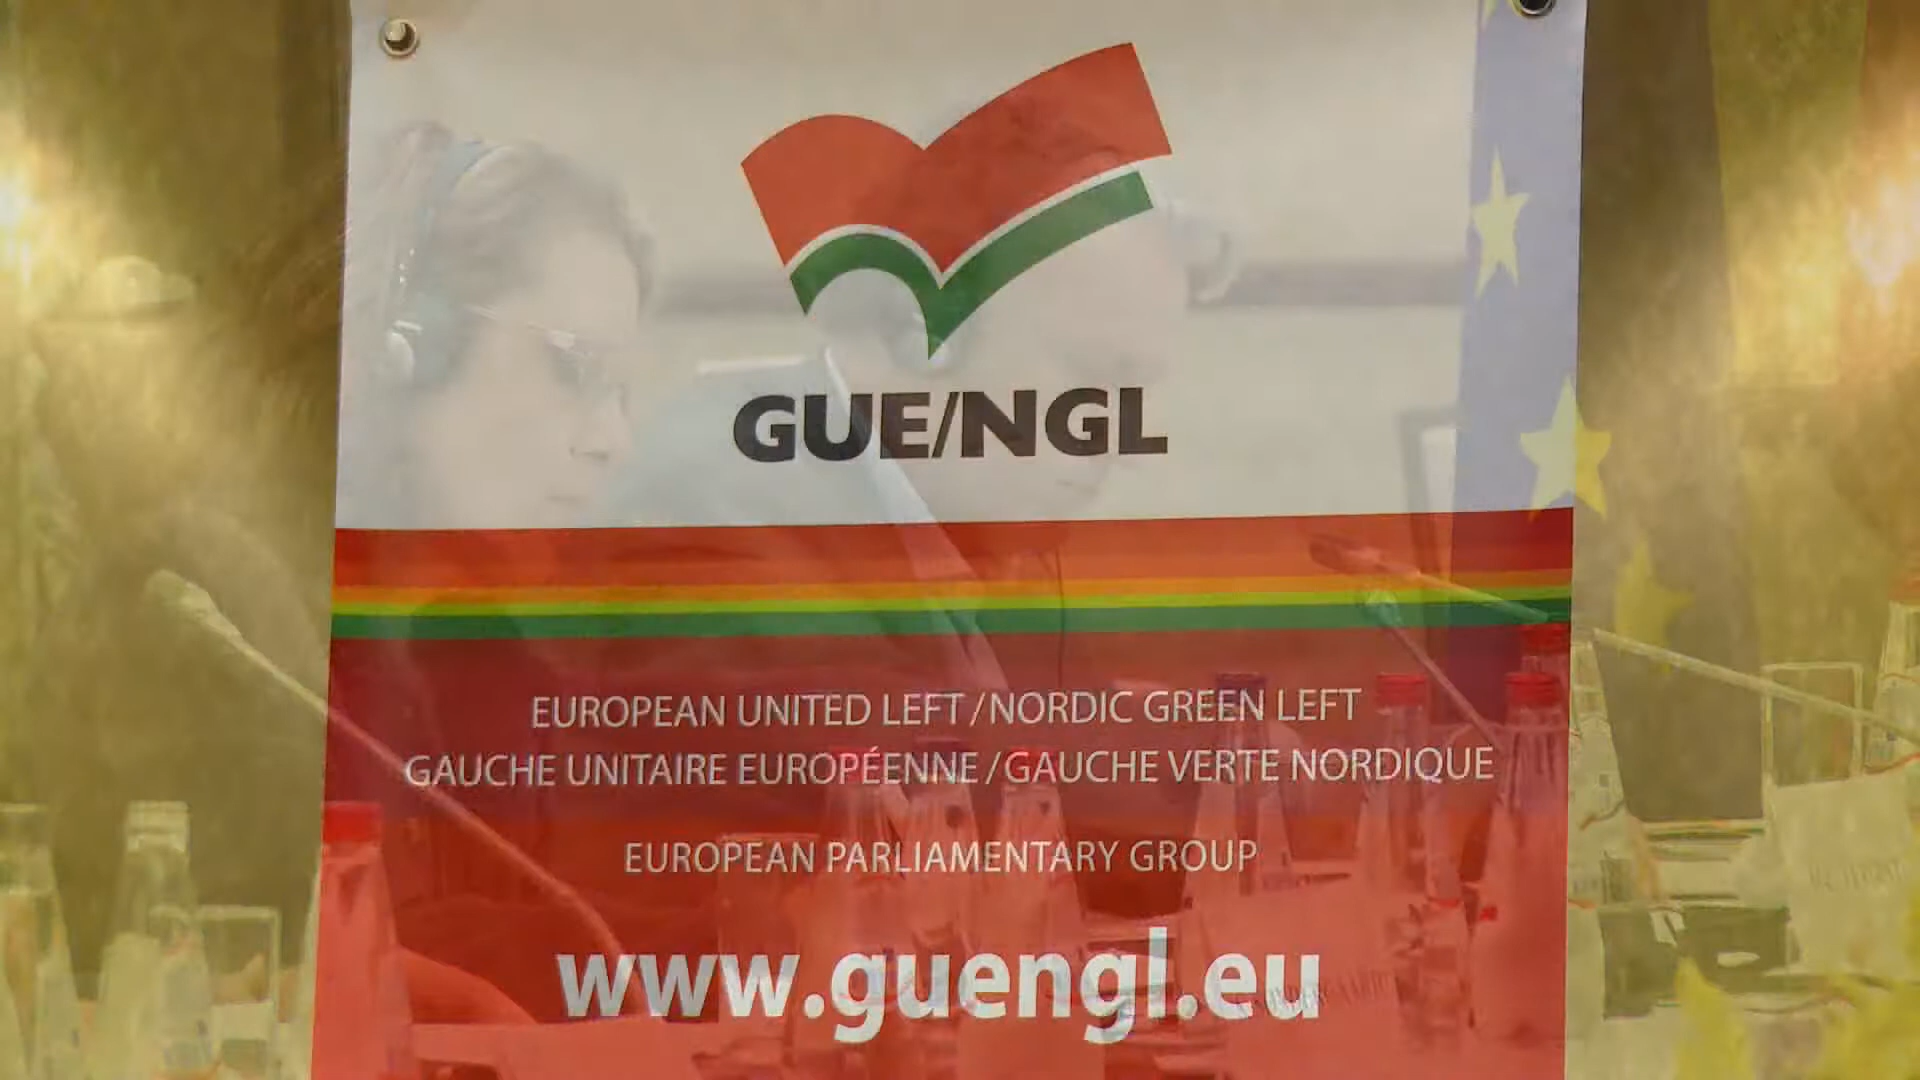 GUE/NGL
EUROPEAN UNITED LEFT / NORDIC GREEN LEFT
GAUCHE UNITAIRE EUROPÉENNE / GAUCHE VERTE NORDIQUE
EUROPEAN PARLIAMENTARY GROUP
www.guengl.eu